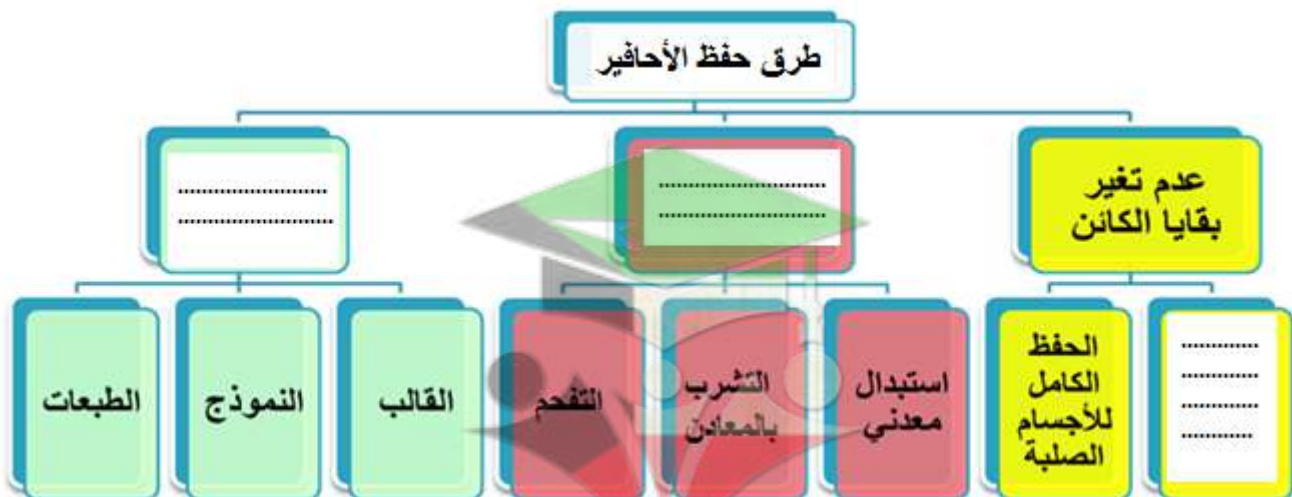 طرق حفظ الأحافير
عدم تغير
بقايا الكائن
............................
............................
..........................
..........................
.............
.............
.............
............
الحفظ
الكامل
للأجسام
الصلبة
استبدال
معدني
التشرب
بالمعادن
التفحم
القالب
النموذج
الطبعات